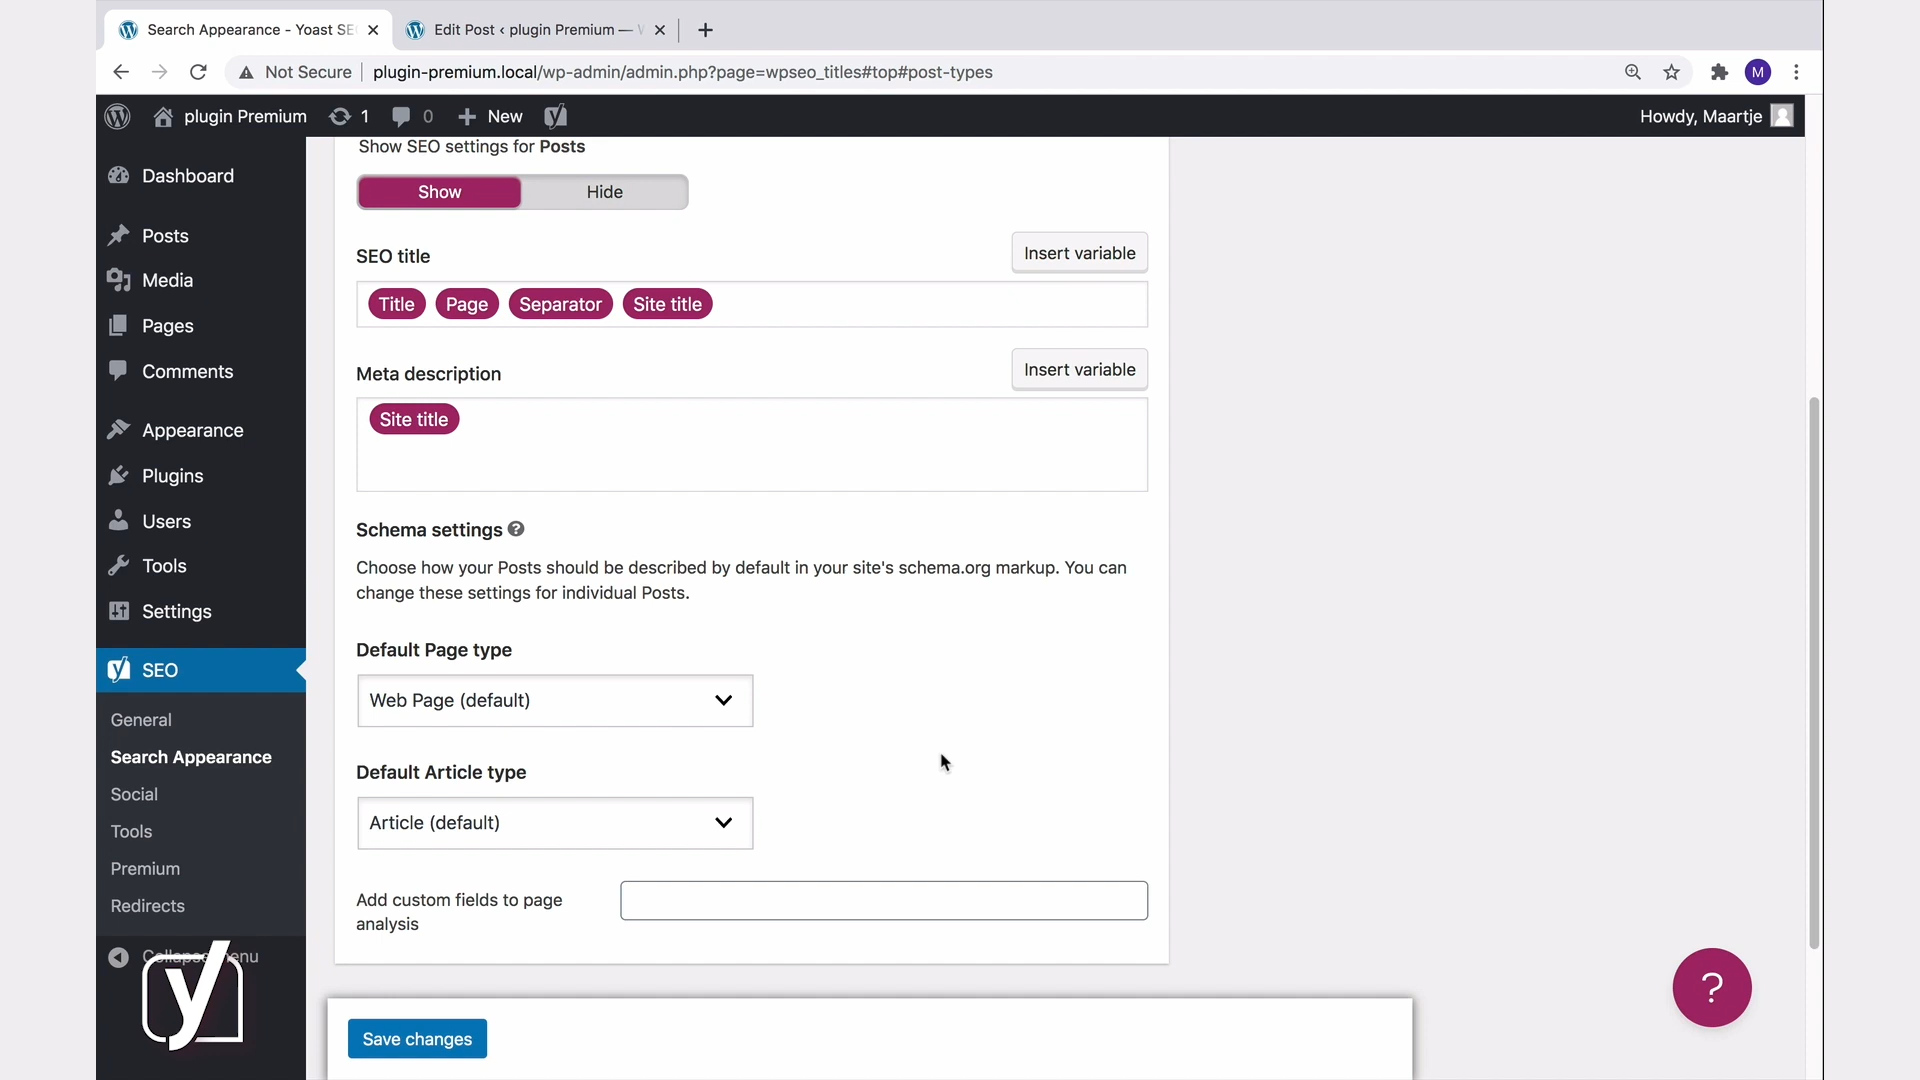 Search Appearance - Yoast SE
Edit Post ‹ plugin Premium —
Not Secure
plugin-premium.local/wp-admin/admin.php?page=wpseo_titles#top#post-types
M
plugin Premium
1
0
New
Howdy, Maartje
Dashboard
Posts
Media
Pages
Comments
Appearance
Plugins
Users
Tools
Settings
SEO
General
Search Appearance
Social
Tools
Premium
Redirects
Show SEO settings for Posts
Show
Hide
SEO title
Insert variable
Title Page Separator Site title
Meta description
Insert variable
Site title
Schema settings ?
Choose how your Posts should be described by default in your site's schema.org markup. You can
change these settings for individual Posts.
Default Page type
Web Page (default)
Default Article type
Article (default)
Add custom fields to page
analysis
Save changes
?
y